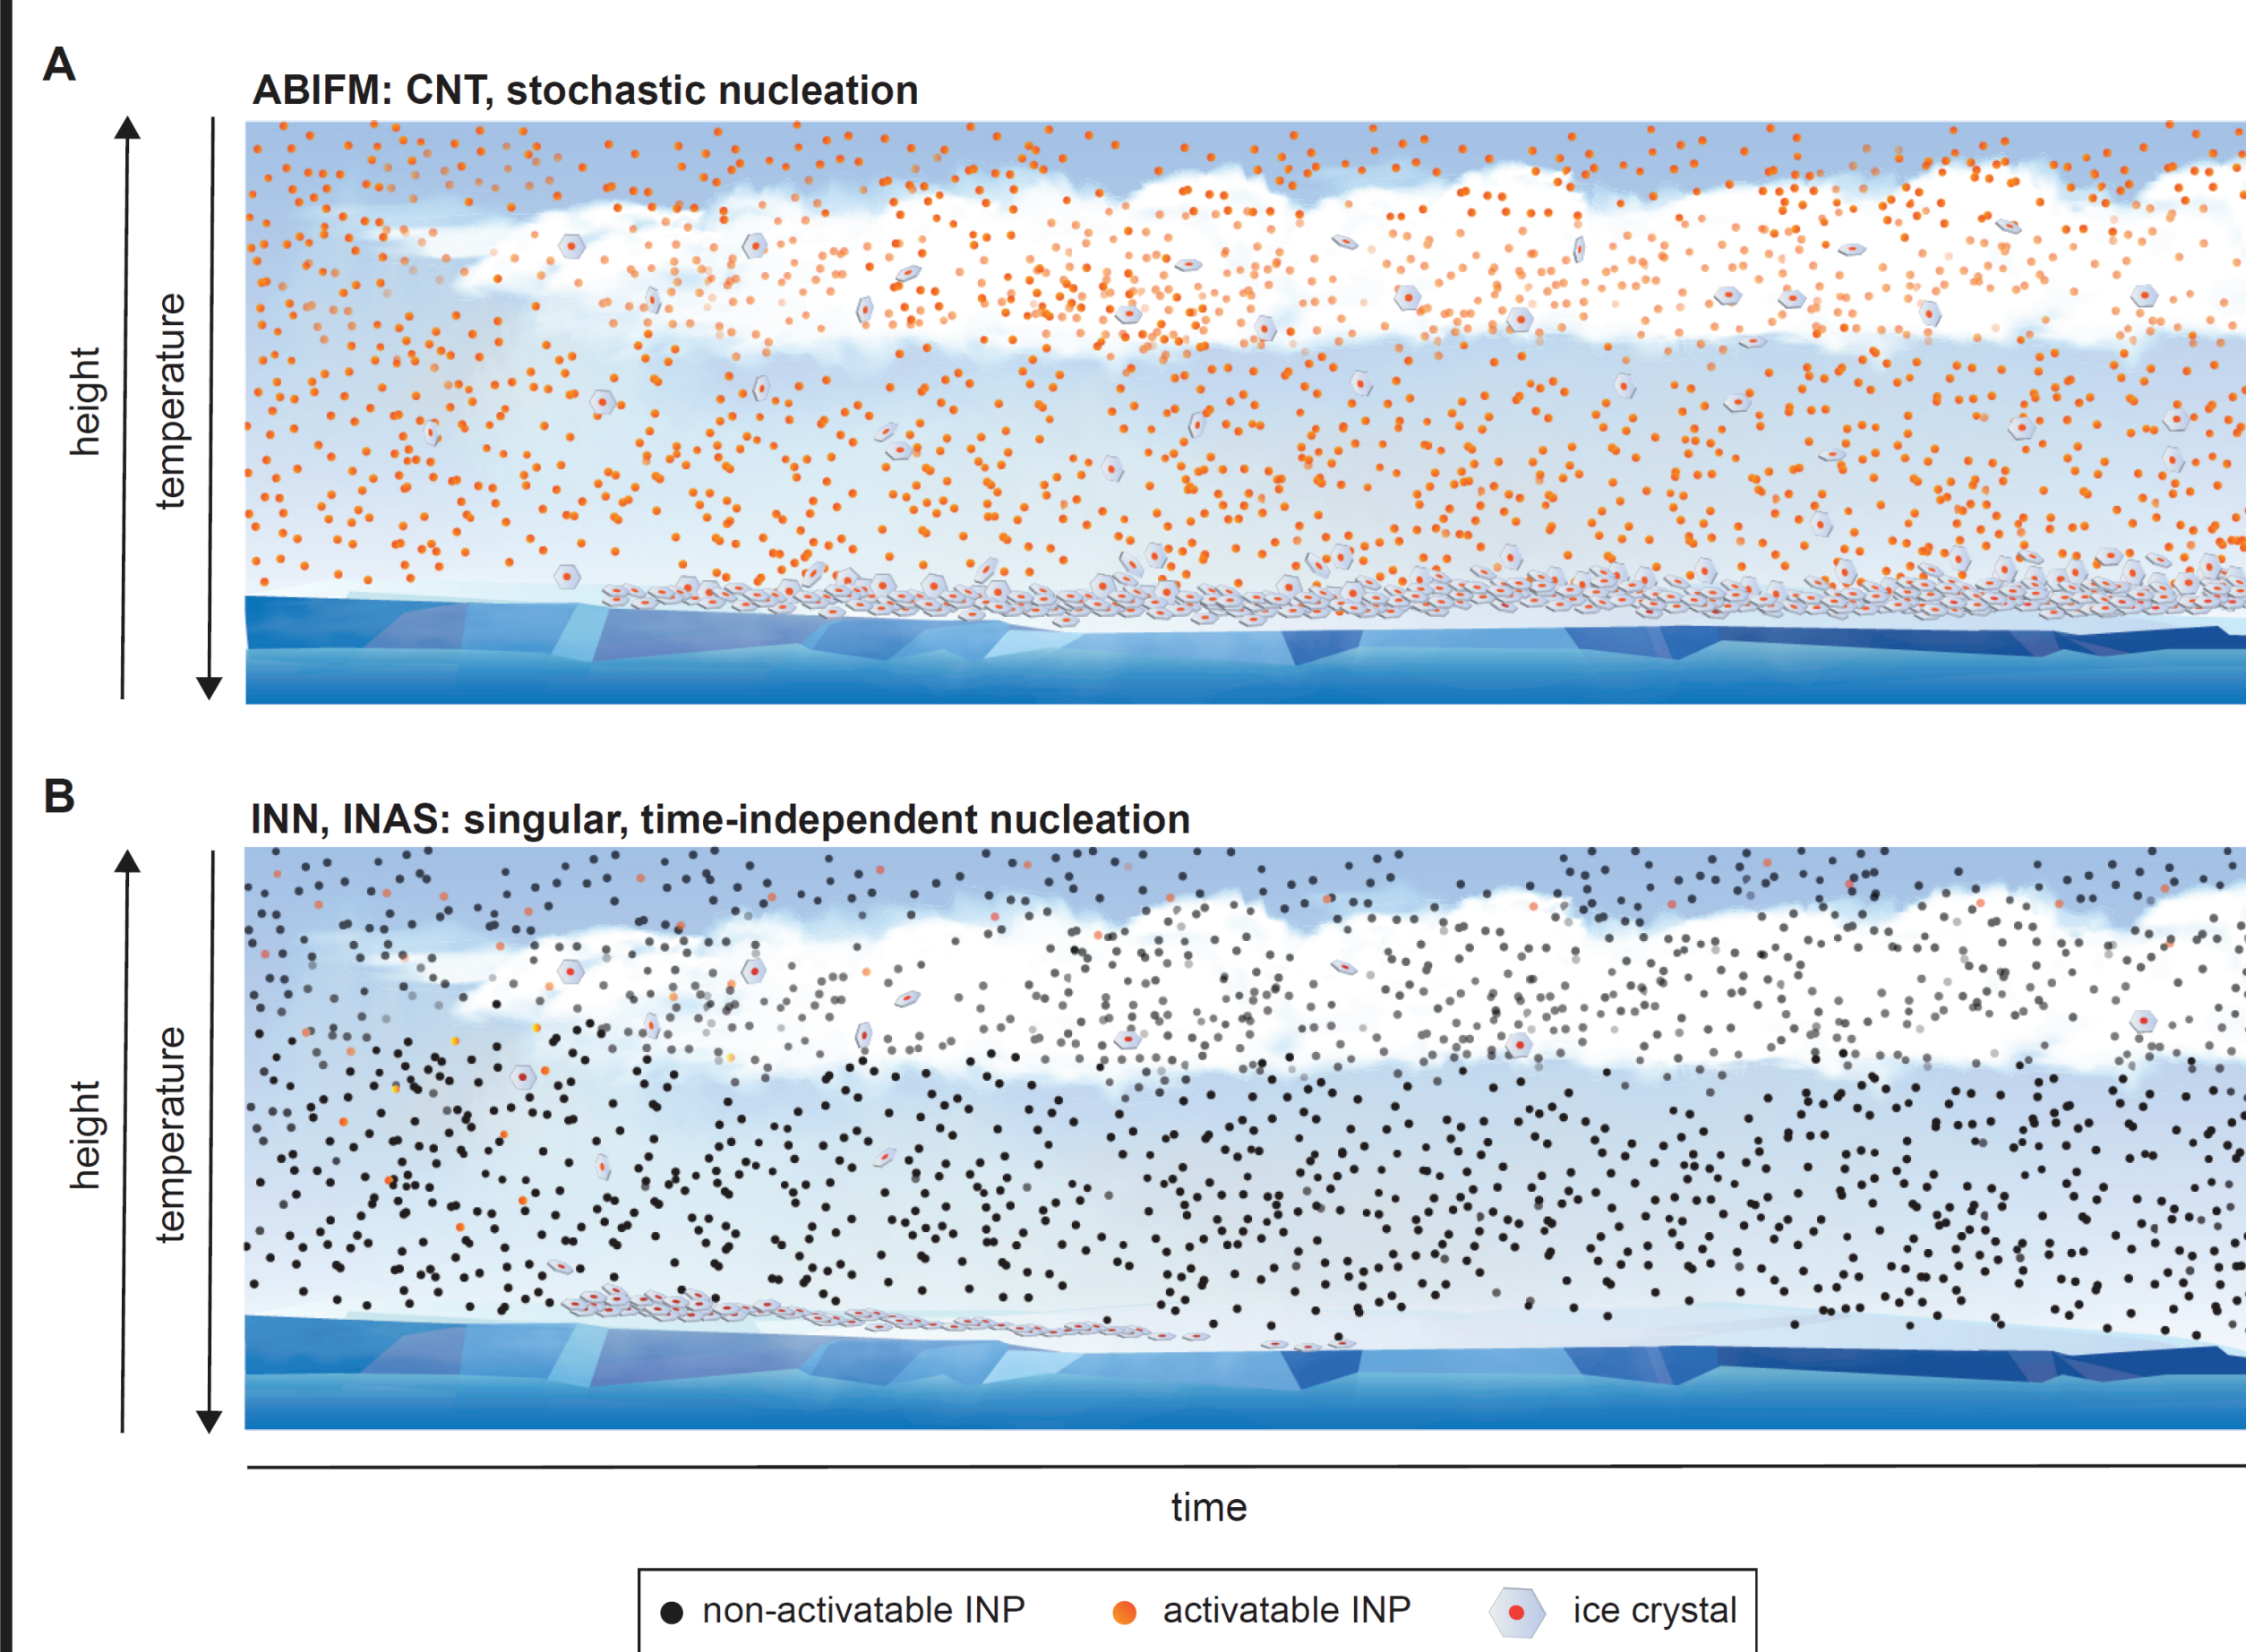 A
ABIFM: CNT, stochastic nucleation
height
temperature
B
INN, INAS: singular, time-independent nucleation
height
temperature
time
non-activatable INP
activatable INP
ice crystal